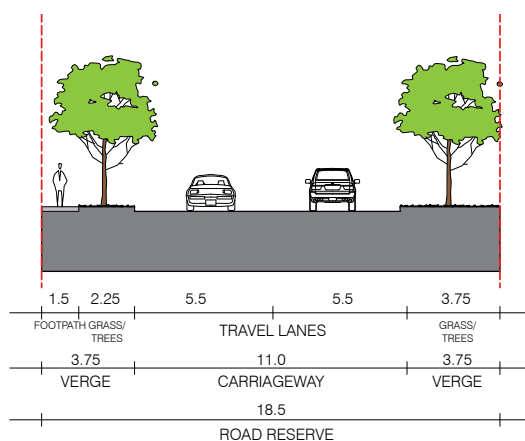 1.5 2.25 5.5 5.5 3.75
FOOTPATH GRASS/ TRAVEL LANES GRASS/
TREES TREES
3.75 11.0 3.75
VERGE CARRIAGEWAY VERGE
18.5
ROAD RESERVE